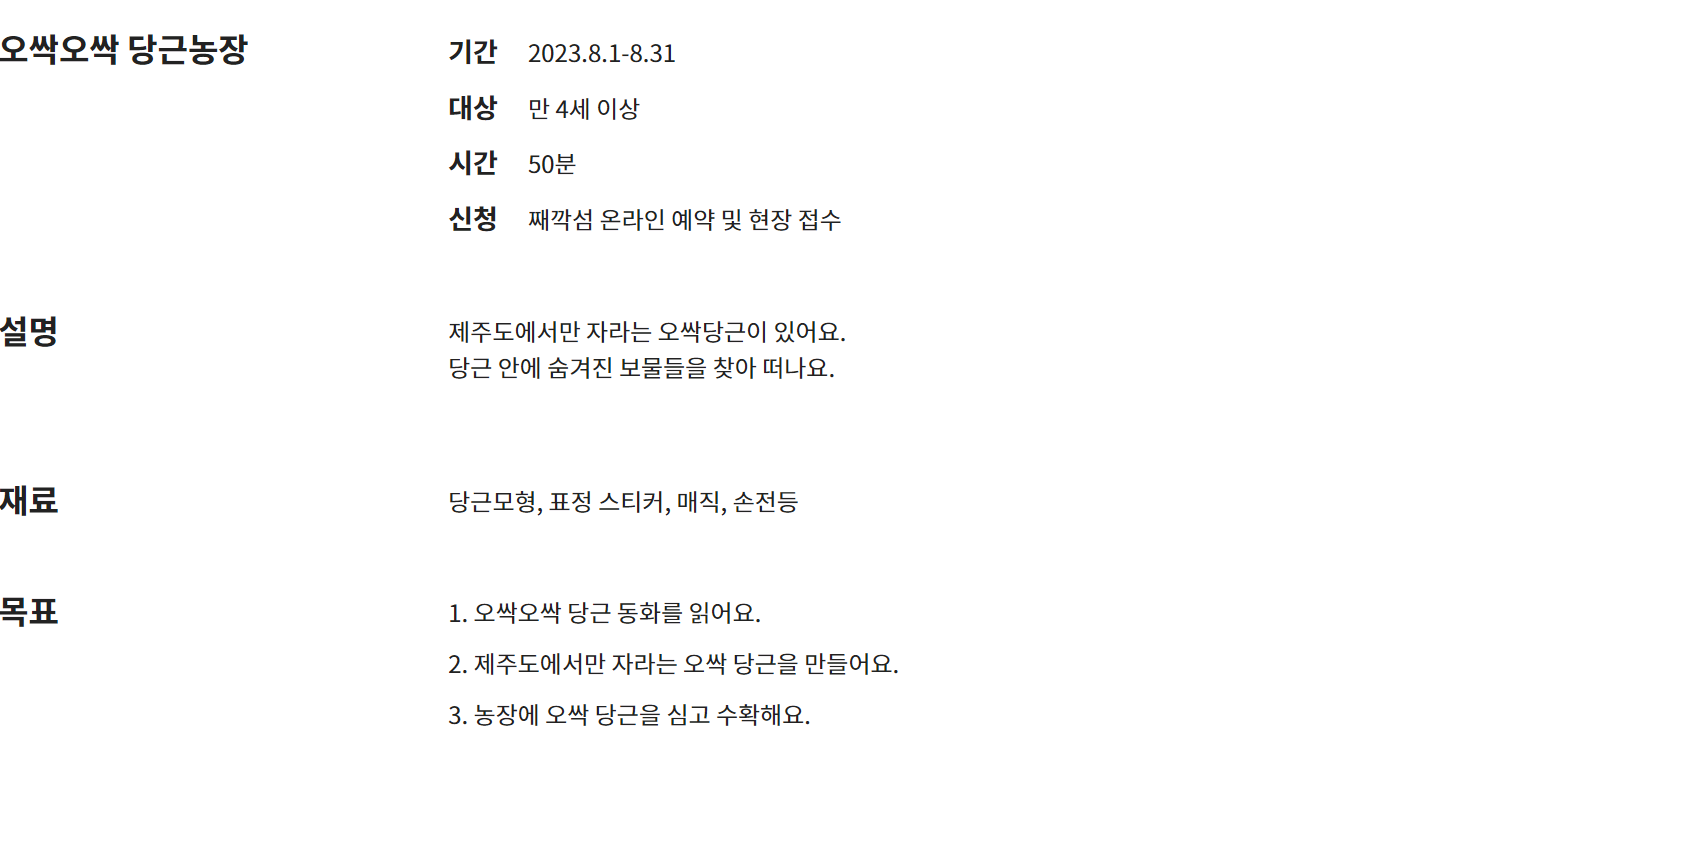 오싹오싹 당근농장
기간 2023.8.1-8.31
대상 만 4세 이상
시간 50분
신청 째깍섬 온라인 예약 및 현장 접수
설명
제주도에서만 자라는 오싹당근이 있어요.
당근 안에 숨겨진 보물들을 찾아 떠나요.
재료
당근모형, 표정 스티커, 매직, 손전등
목표
1. 오싹오싹 당근 동화를 읽어요.
2. 제주도에서만 자라는 오싹 당근을 만들어요.
3. 농장에 오싹 당근을 심고 수확해요.